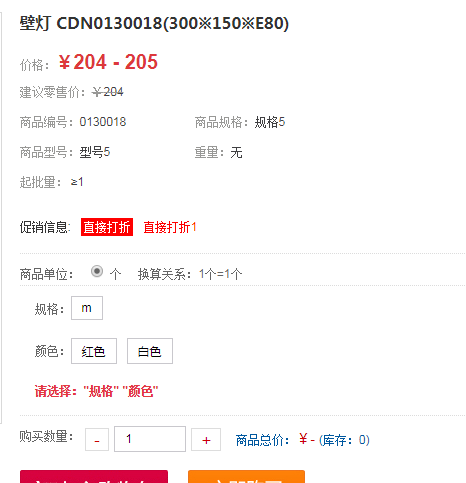 壁灯 CDN0130018(300※150※E80)
价格： ￥204 - 205
建议零售价：￥204
商品编号：0130018 商品规格：规格5
商品型号：型号5 重量：无
起批量： ≥1
促销信息: 直接打折 直接打折1
商品单位： 个 换算关系：1个=1个
规格： m
颜色： 红色 白色
请选择："规格" "颜色"
购买数量： - 1 + 商品总价：￥- (库存：0)